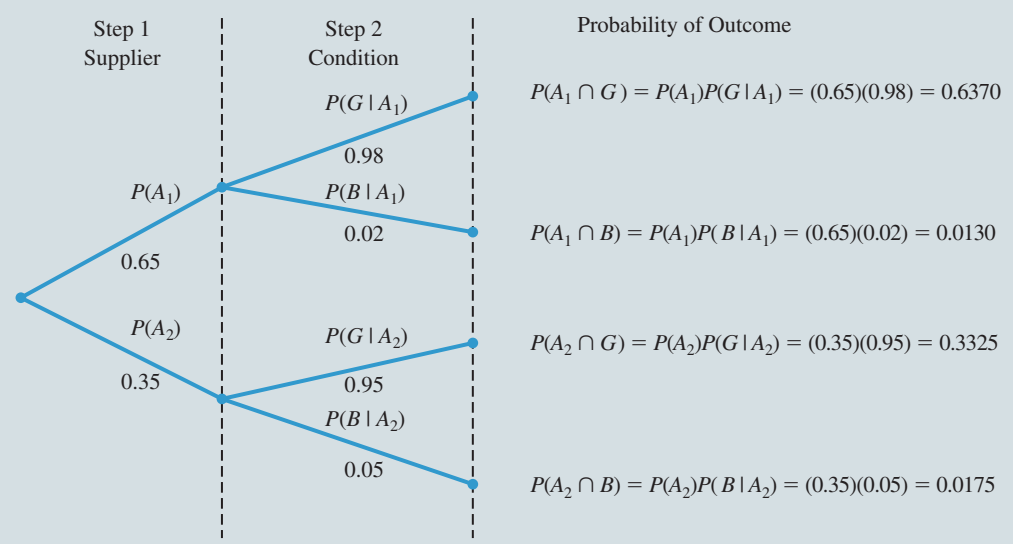 Step 1
Supplier
Step 2
Condition
Probability of Outcome
P(G | A₁)
0.98
P(A₁ ∩ G) = P(A₁)P(G | A₁) = (0.65)(0.98) = 0.6370
P(A₁)
0.65
P(B | A₁)
0.02
P(A₁ ∩ B) = P(A₁)P(B | A₁) = (0.65)(0.02) = 0.0130
P(A₂)
0.35
P(G | A₂)
0.95
P(A₂ ∩ G) = P(A₂)P(G | A₂) = (0.35)(0.95) = 0.3325
P(B | A₂)
0.05
P(A₂ ∩ B) = P(A₂)P(B | A₂) = (0.35)(0.05) = 0.0175